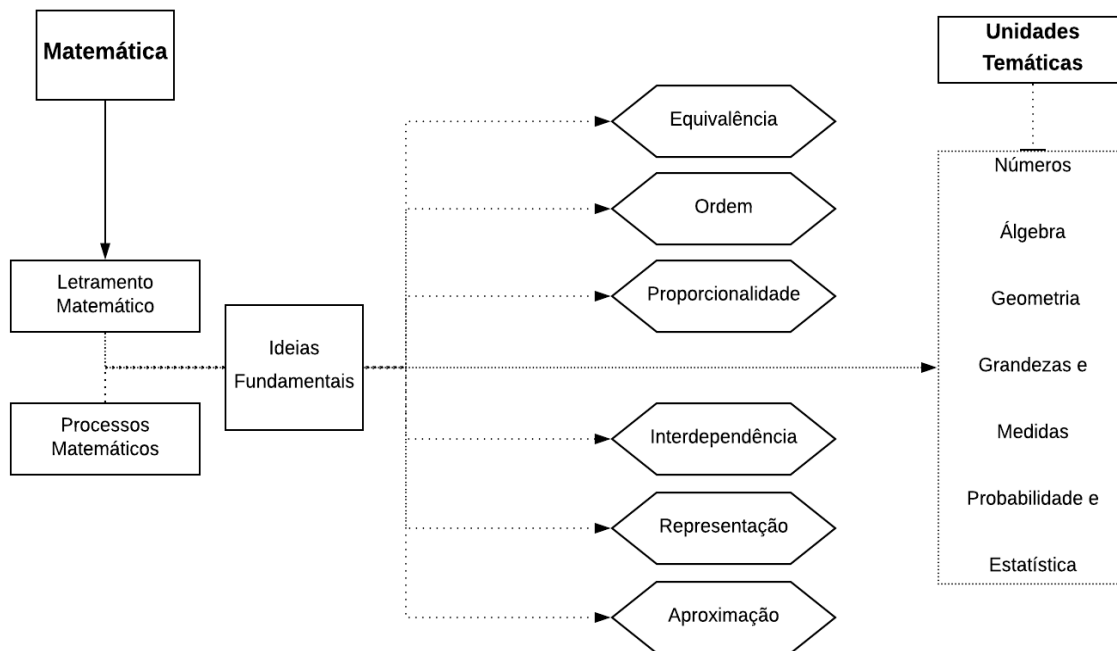 Matemática
Letramento
Matemático
Processos
Matemáticos
Ideias
Fundamentais
Equivalência
Ordem
Proporcionalidade
Interdependência
Representação
Aproximação
Unidades
Temáticas
Números
Álgebra
Geometria
Grandezas e
Medidas
Probabilidade e
Estatística